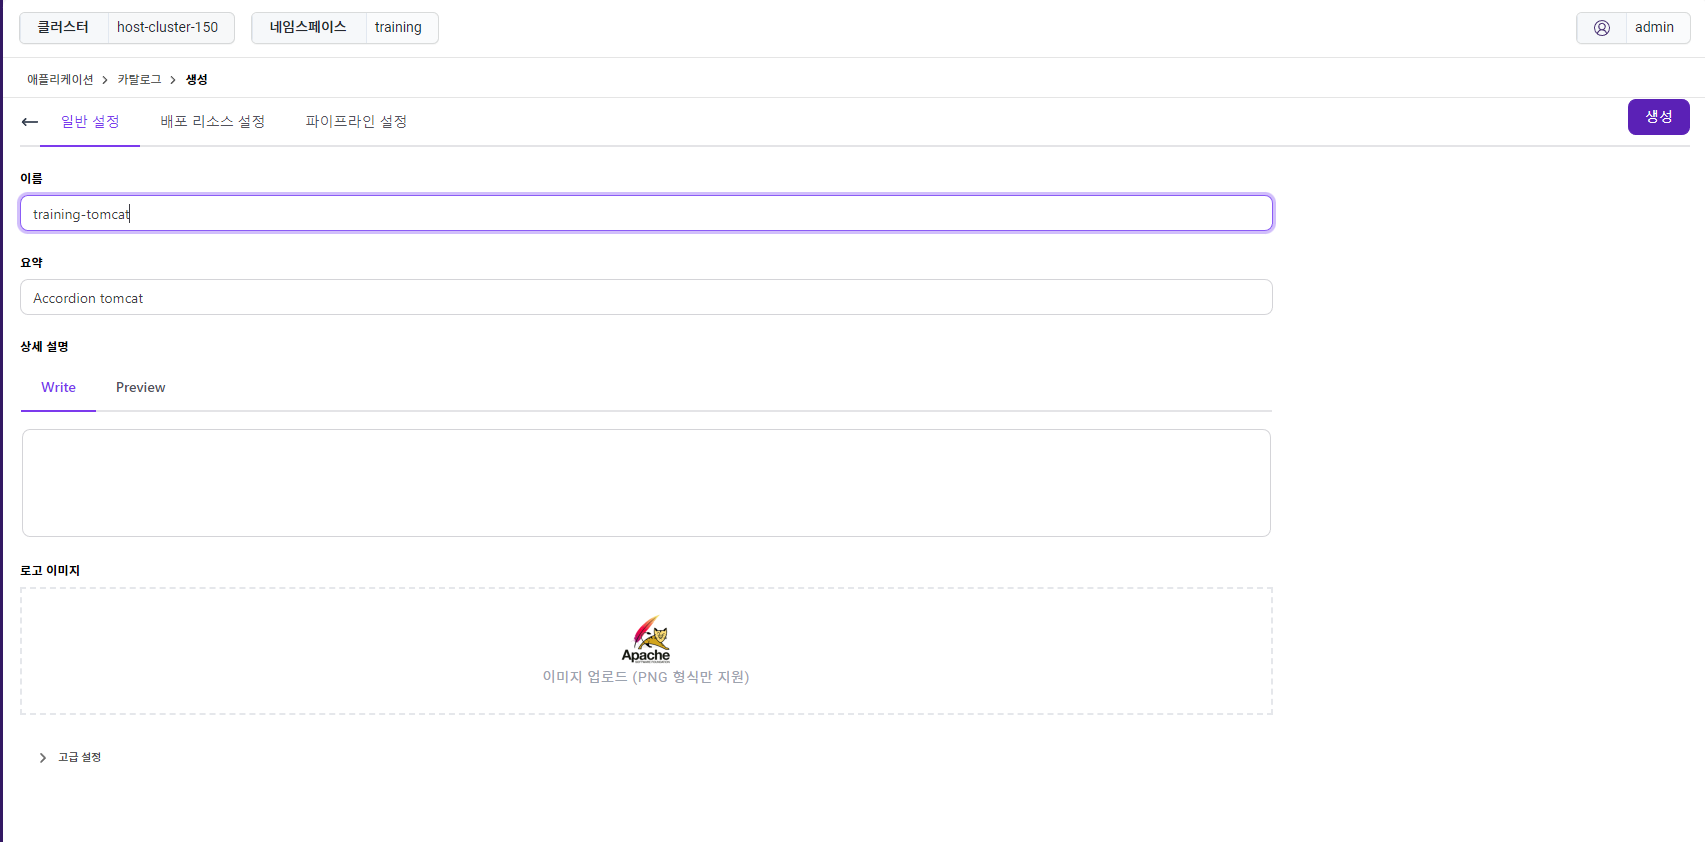 클러스터 host-cluster-150 네임스페이스 training admin
애플리케이션 > 카탈로그 > 생성
← 일반 설정 배포 리소스 설정 파이프라인 설정 생성
이름
training-tomcat
요약
Accordion tomcat
상세 설명
Write Preview
로고 이미지
Apache
이미지 업로드 (PNG 형식만 지원)
> 고급 설정